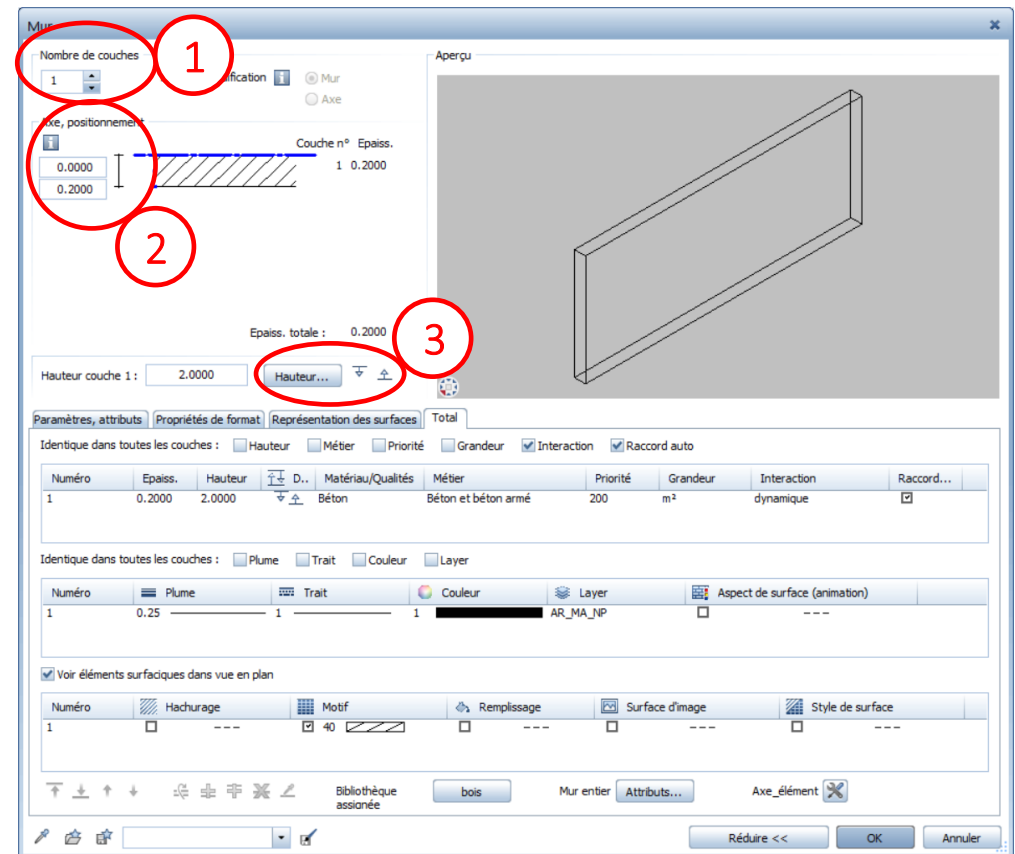 Mur
Nombre de couches
1
1
ification
Mur
Axe
Aperçu
Axe, positionnement
Couche n° Epaiss.
0.0000
1 0.2000
0.2000
2
Epaiss. totale : 0.2000
3
Hauteur couche 1 : 2.0000 Hauteur...
Paramètres, attributs Propriétés de format Représentation des surfaces Total
Identique dans toutes les couches : Hauteur Métier Priorité Grandeur Interaction Raccord auto
Numéro Epaiss. Hauteur D.. Matériau/Qualités Métier Priorité Grandeur Interaction Raccord...
1 0.2000 2.0000 Béton Béton et béton armé 200 m² dynamique
Identique dans toutes les couches : Plume Trait Couleur Layer
Numéro Plume Trait Couleur Layer Aspect de surface (animation)
1 0.25 1 1 AR_MA_NP ---
Voir éléments surfaciques dans vue en plan
Numéro Hachurage Motif Remplissage Surface d'image Style de surface
1 --- 40 --- --- ---
Bibliothèque assignée bois Mur entier Attributs... Axe_élément
Réduire << OK Annuler